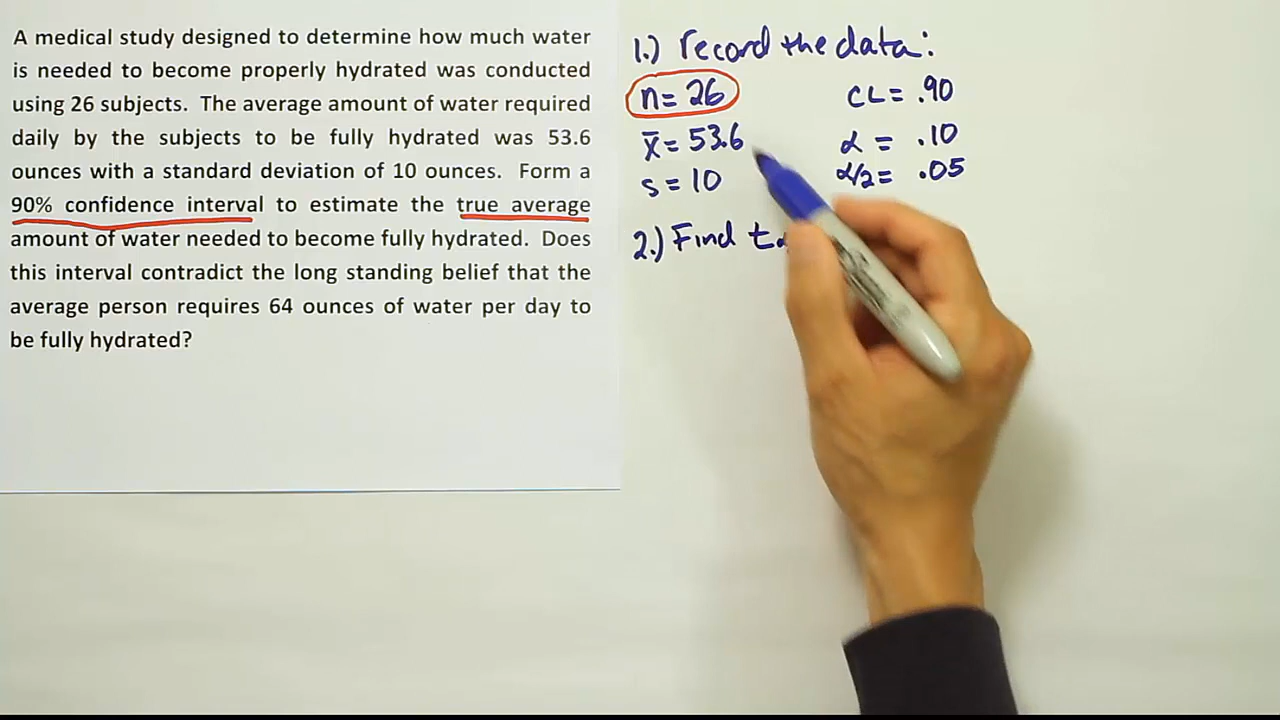 A medical study designed to determine how much water
is needed to become properly hydrated was conducted
using 26 subjects. The average amount of water required
daily by the subjects to be fully hydrated was 53.6
ounces with a standard deviation of 10 ounces. Form a
90% confidence interval to estimate the true average
amount of water needed to become fully hydrated. Does
this interval contradict the long standing belief that the
average person requires 64 ounces of water per day to
be fully hydrated?
1.) record the data:
n = 26
x̄ = 53.6
s = 10
CL = .90
α = .10
α/2 = .05
2.) Find t